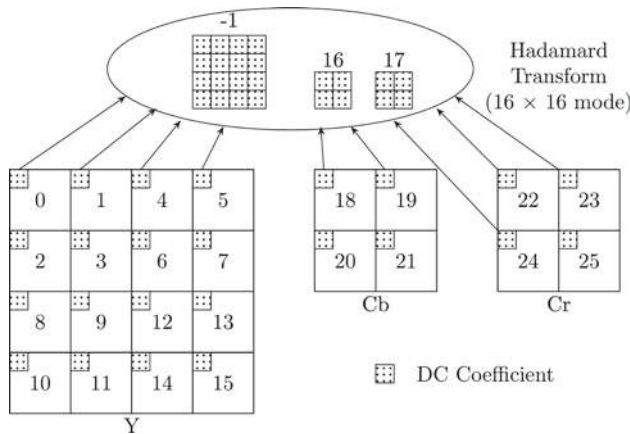 -1
16 17
Hadamard
Transform
(16 × 16 mode)
0 1 4 5
2 3 6 7
8 9 12 13
10 11 14 15
Y
18 19
20 21
Cb
22 23
24 25
Cr
DC Coefficient